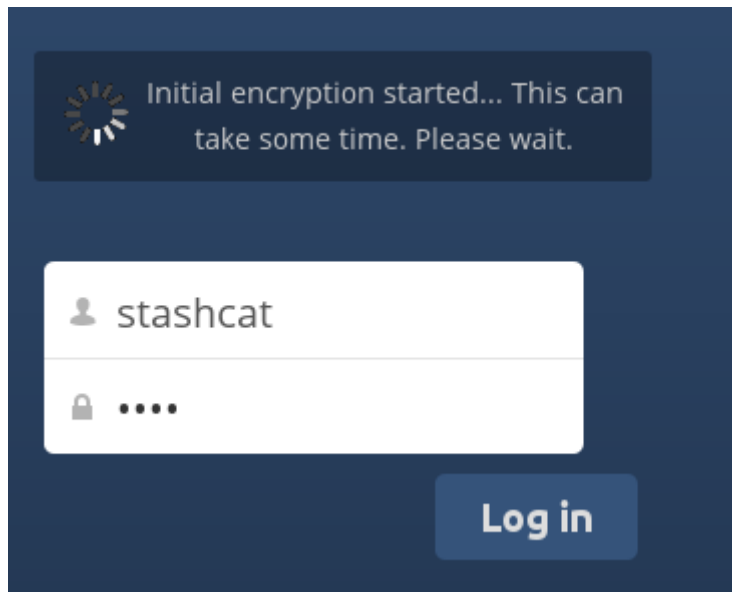 Initial encryption started... This can
take some time. Please wait.
stashcat
••••
Log in